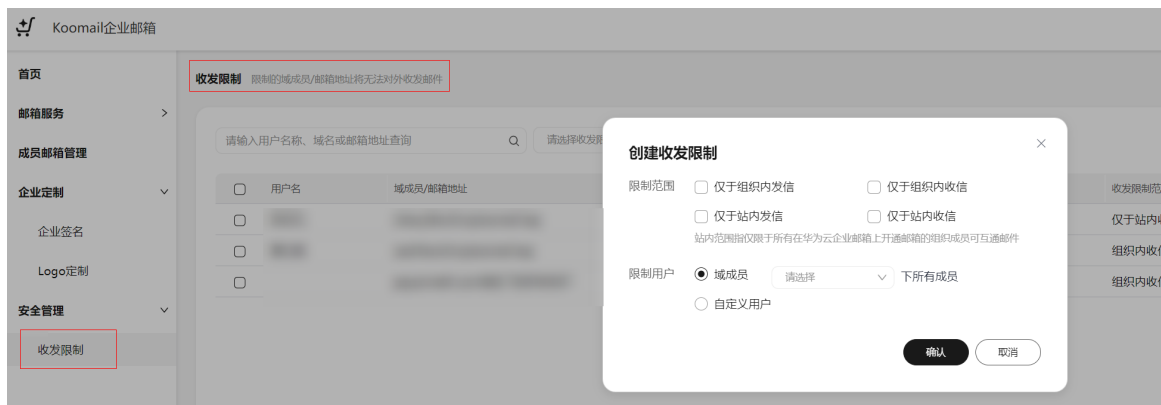 Koomail企业邮箱
首页
收发限制 限制的域成员/邮箱地址将无法对外收发邮件
邮箱服务
成员邮箱管理
企业定制
企业签名
Logo定制
安全管理
收发限制
请输入用户名称、域名或邮箱地址查询
请选择收发限
用户名 域成员/邮箱地址 收发限制范
仅于站内
组织内收
组织内收
创建收发限制
限制范围 仅于组织内发信 仅于组织内收信
仅于站内发信 仅于站内收信
站内范围指仅限于所有在华为云企业邮箱上开通邮箱的组织成员可互通邮件
限制用户 域成员 请选择 下所有成员
自定义用户
确认 取消